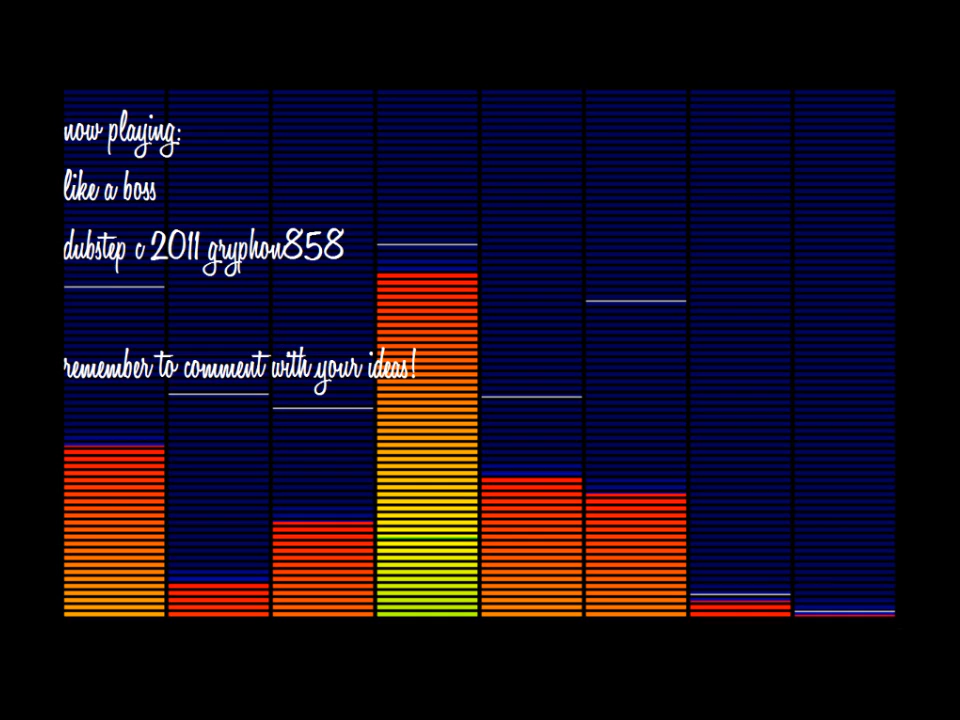 now playing:
like a boss
dubstep c 2011 gryphon858
remember to comment with your ideas!